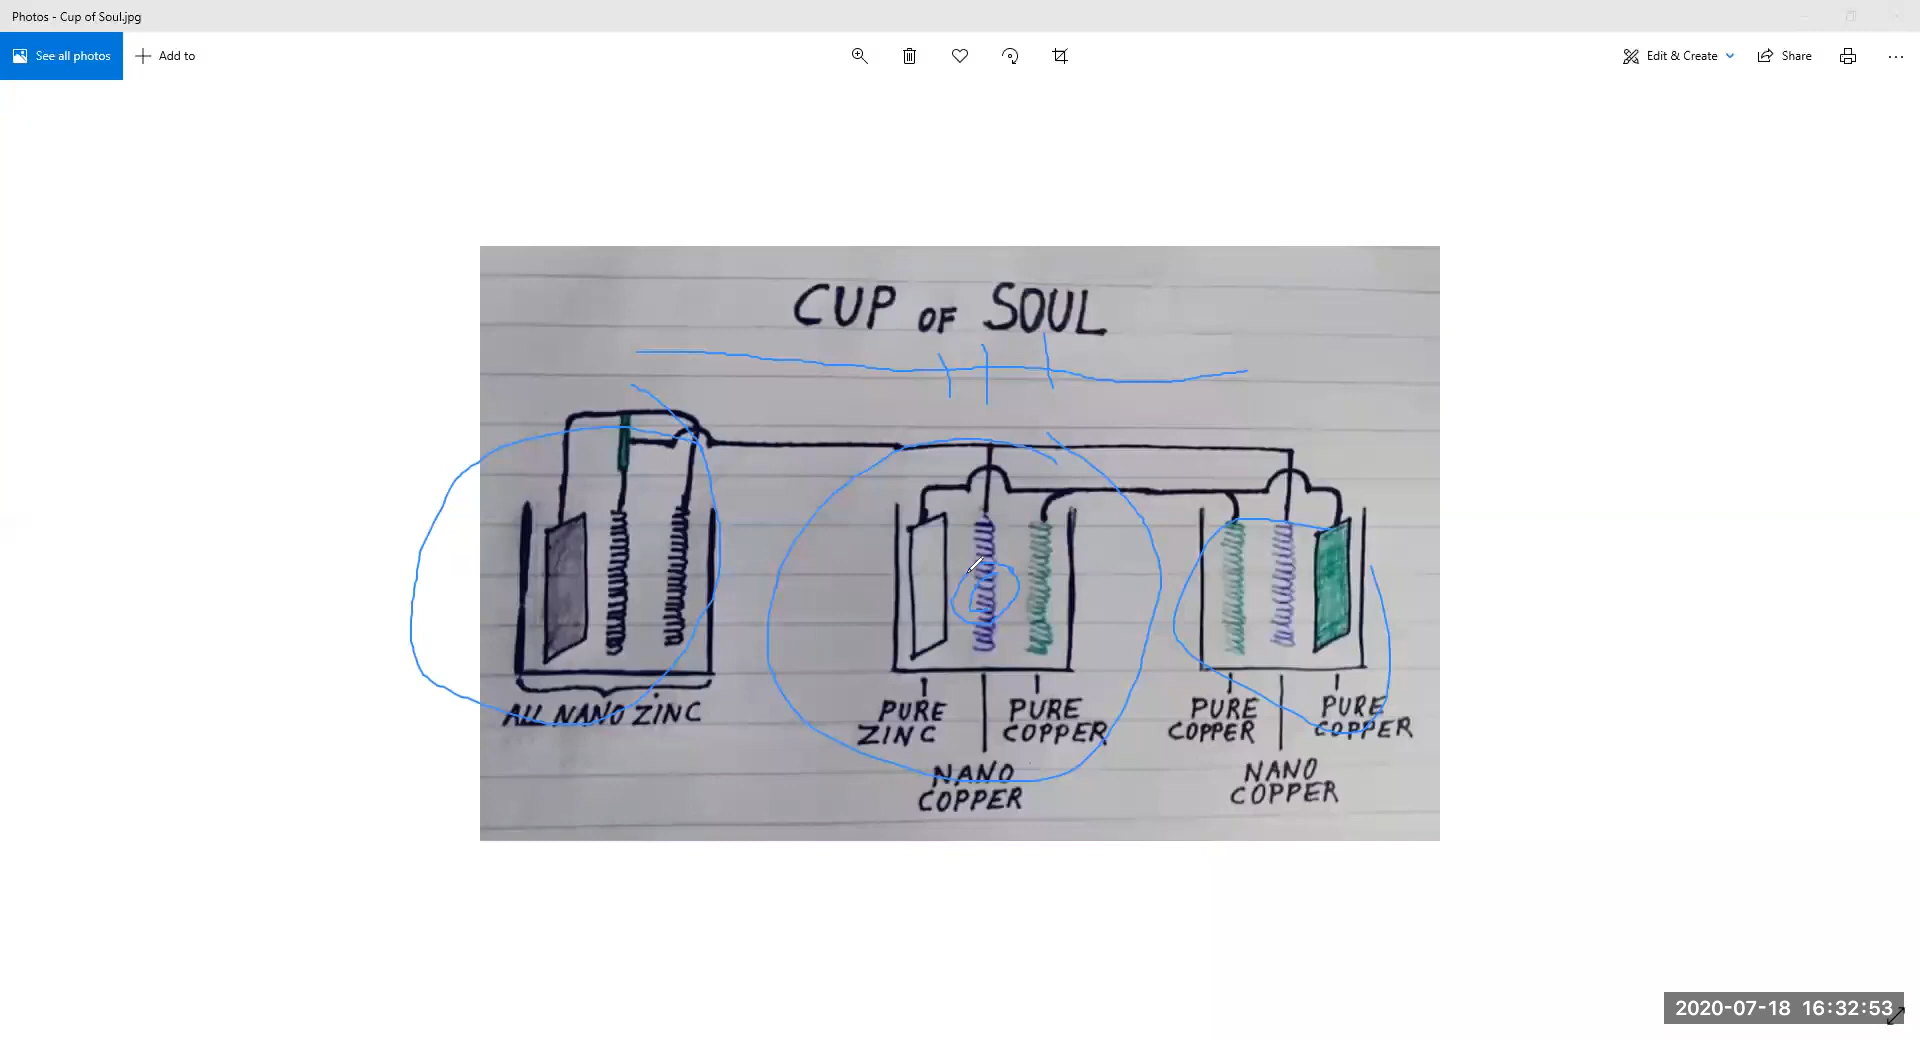 Photos - Cup of Soul.jpg
See all photos
Add to
Edit & Create
Share
CUP OF SOUL
ALL NANO ZINC
PURE
ZINC
PURE
COPPER
NANO
COPPER
PURE
COPPER
PURE
COPPER
NANO
COPPER
2020-07-18 16:32:53